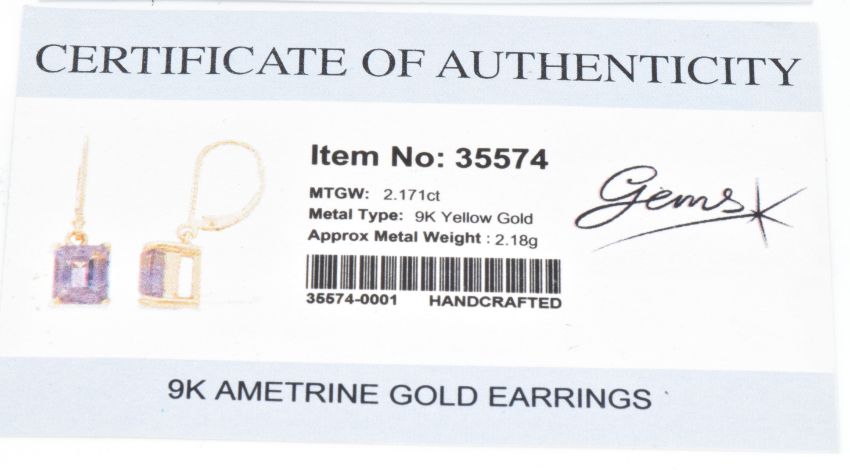 CERTIFICATE OF AUTHENTICITY
Item No: 35574
MTGW: 2.171ct
Metal Type: 9K Yellow Gold
Approx Metal Weight : 2.18g
Gems
35574-0001 HANDCRAFTED
9K AMETRINE GOLD EARRINGS